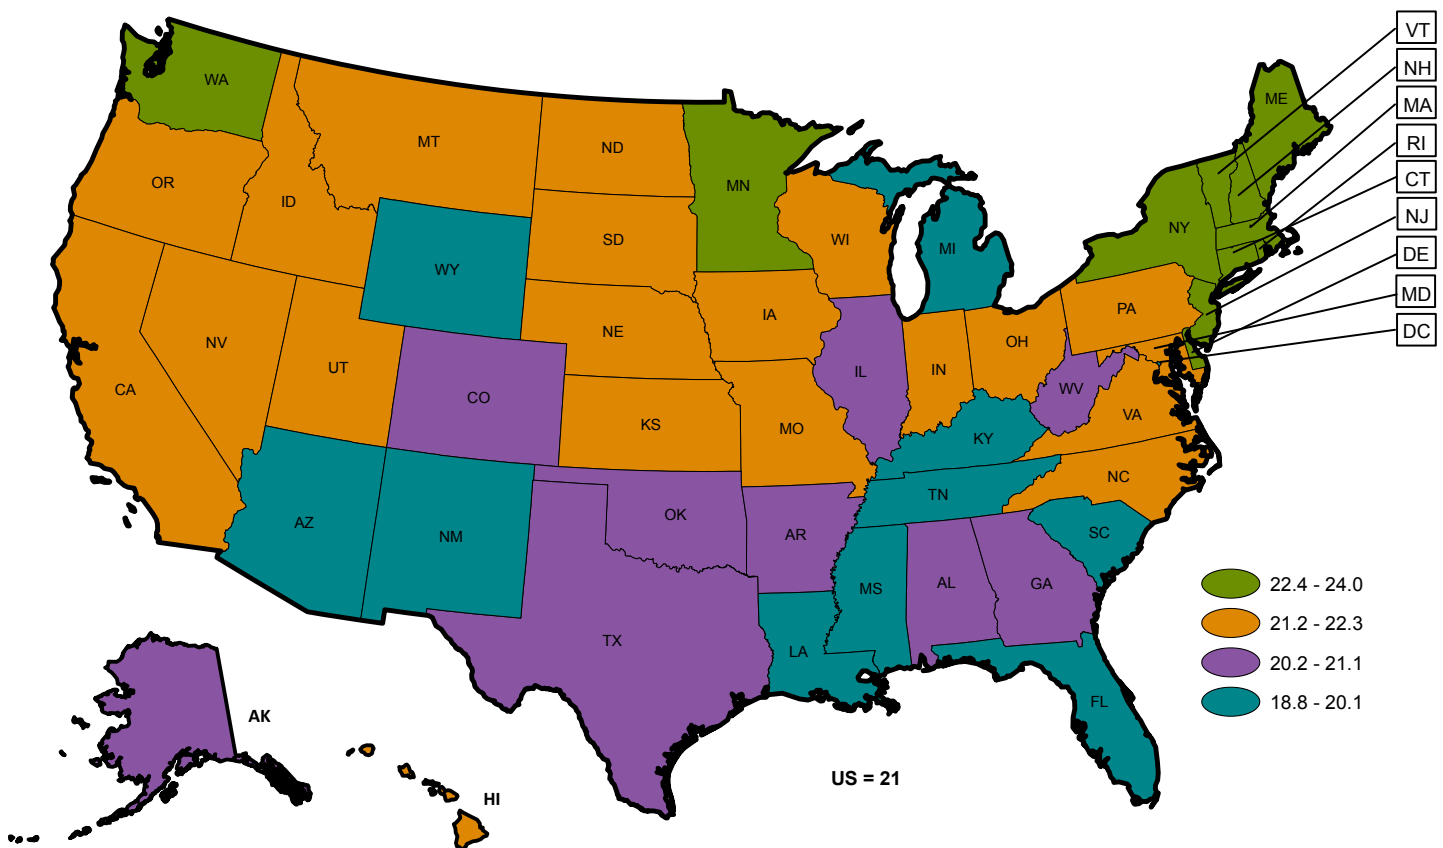 VT
NH
MA
RI
CT
NJ
DE
MD
DC
WA
ME
MT
ND
OR
MN
ID
NY
SD
WI
MI
WY
PA
IA
NE
NV
OH
UT
IL
IN
CA
CO
WV
KS
MO
VA
KY
NC
TN
AZ
OK
NM
AR
SC
MS
AL
GA
TX
LA
FL
AK
HI
22.4 - 24.0
21.2 - 22.3
20.2 - 21.1
18.8 - 20.1
US = 21